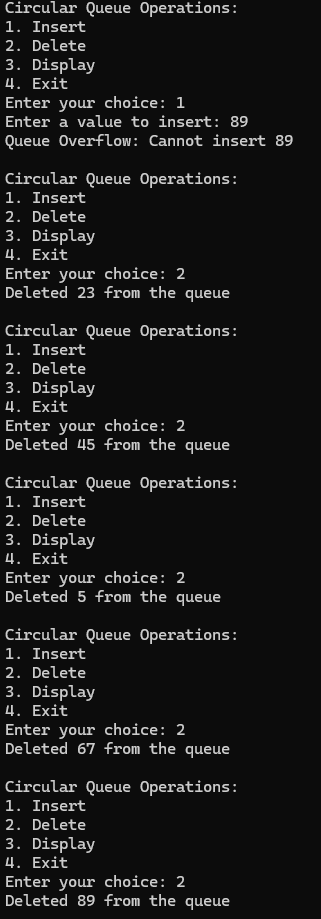 Circular Queue Operations:
1. Insert
2. Delete
3. Display
4. Exit
Enter your choice: 1
Enter a value to insert: 89
Queue Overflow: Cannot insert 89

Circular Queue Operations:
1. Insert
2. Delete
3. Display
4. Exit
Enter your choice: 2
Deleted 23 from the queue

Circular Queue Operations:
1. Insert
2. Delete
3. Display
4. Exit
Enter your choice: 2
Deleted 45 from the queue

Circular Queue Operations:
1. Insert
2. Delete
3. Display
4. Exit
Enter your choice: 2
Deleted 5 from the queue

Circular Queue Operations:
1. Insert
2. Delete
3. Display
4. Exit
Enter your choice: 2
Deleted 67 from the queue

Circular Queue Operations:
1. Insert
2. Delete
3. Display
4. Exit
Enter your choice: 2
Deleted 89 from the queue